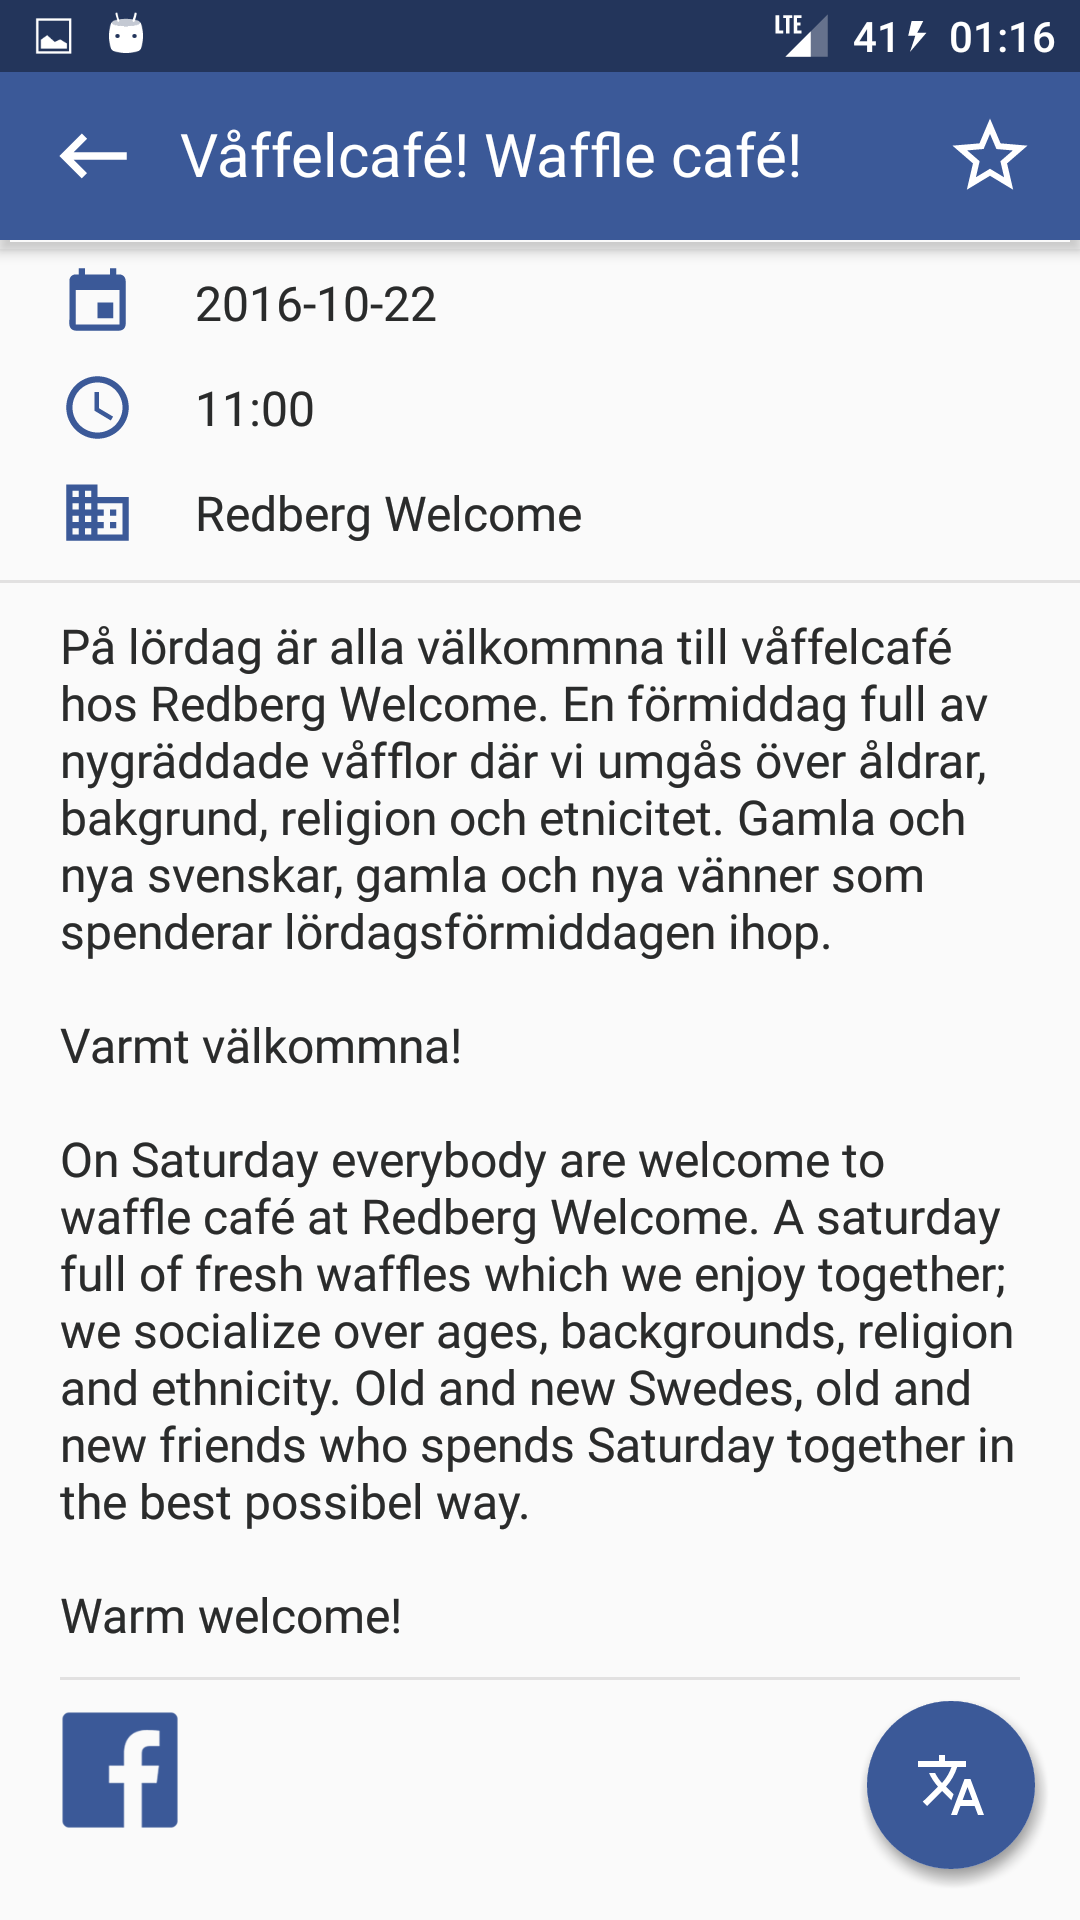 LTE 41 01:16
Våffelcafé! Waffle café!
2016-10-22
11:00
Redberg Welcome
På lördag är alla välkommna till våffelcafé
hos Redberg Welcome. En förmiddag full av
nygräddade våfflor där vi umgås över åldrar,
bakgrund, religion och etnicitet. Gamla och
nya svenskar, gamla och nya vänner som
spenderar lördagsförmiddagen ihop.
Varmt välkommna!
On Saturday everybody are welcome to
waffle café at Redberg Welcome. A saturday
full of fresh waffles which we enjoy together;
we socialize over ages, backgrounds, religion
and ethnicity. Old and new Swedes, old and
new friends who spends Saturday together in
the best possibel way.
Warm welcome!